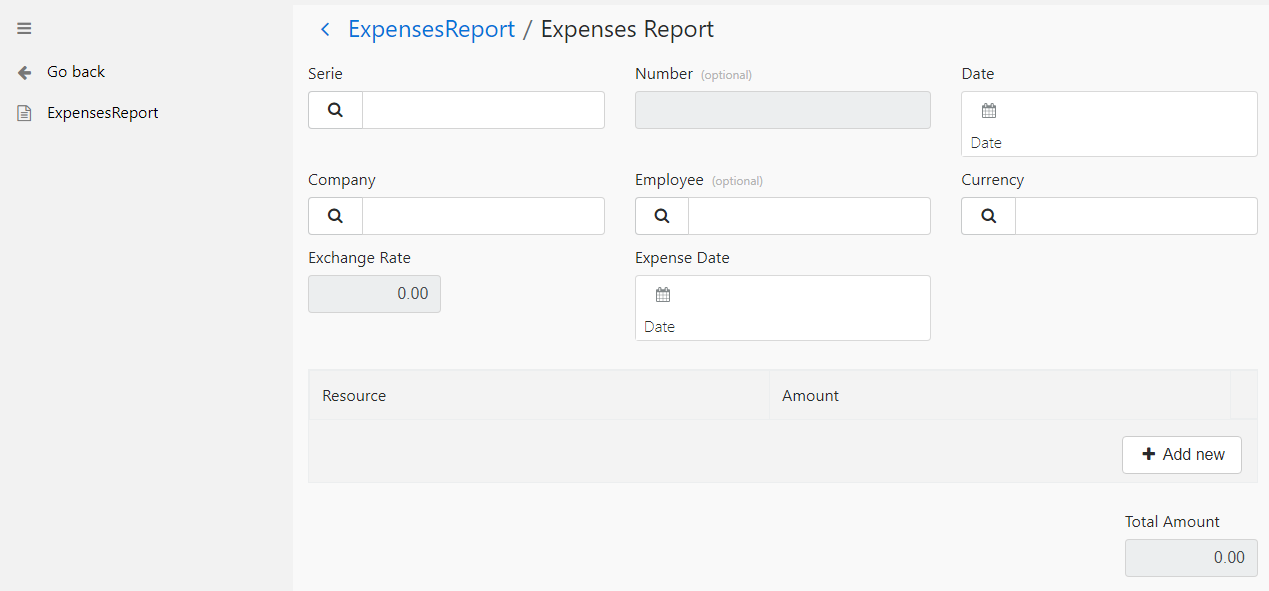 ExpensesReport / Expenses Report
Go back
ExpensesReport
Serie
Number (optional)
Date
Date
Company
Employee (optional)
Currency
Exchange Rate
0.00
Expense Date
Date
Resource
Amount
Add new
Total Amount
0.00